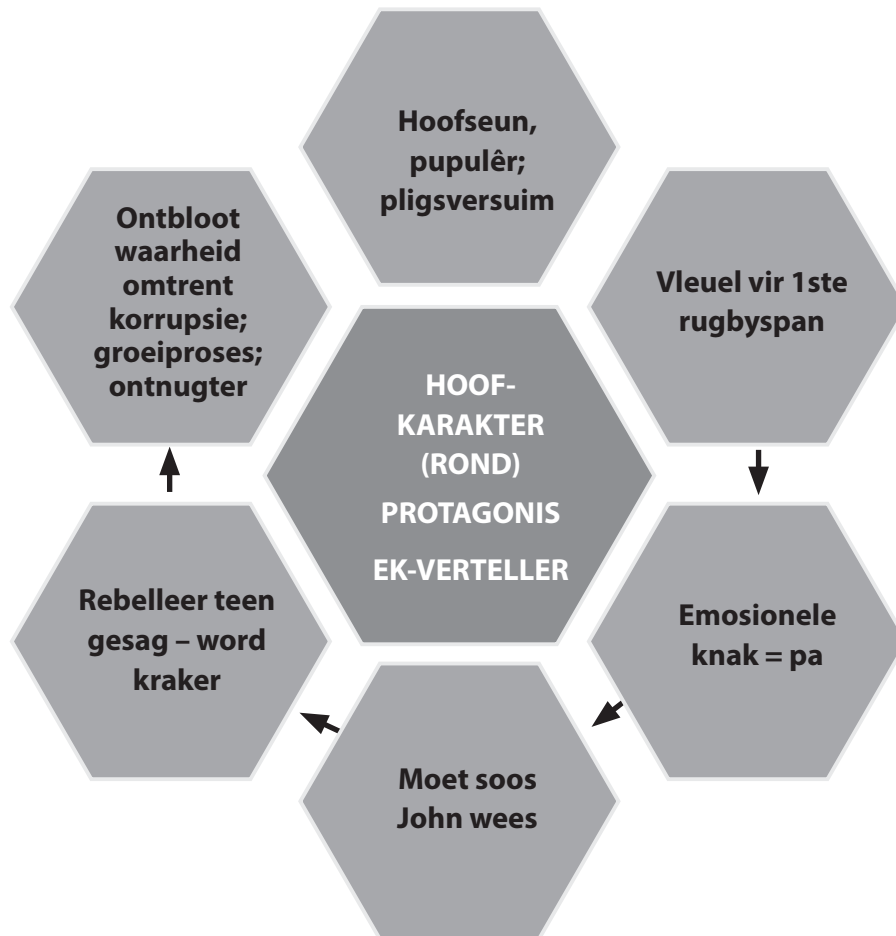 Hoofseun,
pupulêr;
pligsversuim
Vleuel vir 1ste
rugbyspan
Emosionele
knak = pa
Moet soos
John wees
Rebelleer teen
gesag – word
kraker
Ontbloot
waarheid
omtrent
korrupsie;
groeiproses;
ontnugter
HOOF-
KARAKTER
(ROND)
PROTAGONIS
EK-VERTELLER